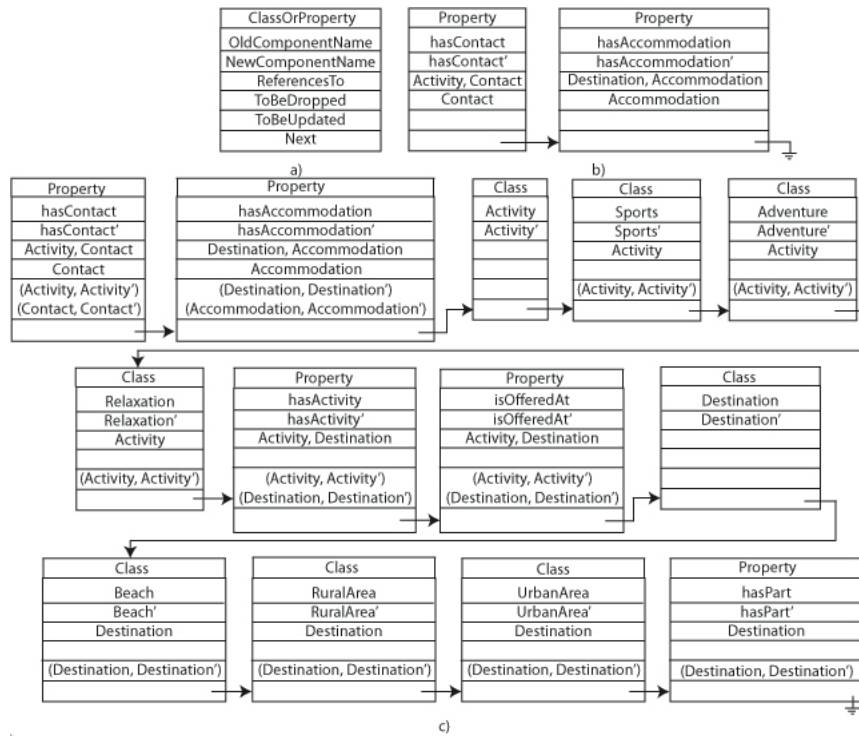 ClassOrProperty
OldComponentName
NewComponentName
ReferencesTo
ToBeDropped
ToBeUpdated
Next
a)
Property
hasContact
hasContact’
Activity, Contact
Contact
Property
hasAccommodation
hasAccommodation’
Destination, Accommodation
Accommodation
b)
Property
hasContact
hasContact’
Activity, Contact
Contact
(Activity, Activity’)
(Contact, Contact’)
Property
hasAccommodation
hasAccommodation’
Destination, Accommodation
Accommodation
(Destination, Destination’)
(Accommodation, Accommodation’)
Class
Activity
Activity’
Class
Sports
Sports’
Activity
(Activity, Activity’)
Class
Adventure
Adventure’
Activity
(Activity, Activity’)
Class
Relaxation
Relaxation’
Activity
(Activity, Activity’)
Property
hasActivity
hasActivity’
Activity, Destination
(Activity, Activity’)
(Destination, Destination’)
Property
isOfferedAt
isOfferedAt’
Activity, Destination
(Activity, Activity’)
(Destination, Destination’)
Class
Destination
Destination’
Class
Beach
Beach’
Destination
(Destination, Destination’)
Class
RuralArea
RuralArea’
Destination
(Destination, Destination’)
Class
UrbanArea
UrbanArea’
Destination
(Destination, Destination’)
Property
hasPart
hasPart’
Destination
(Destination, Destination’)
c)